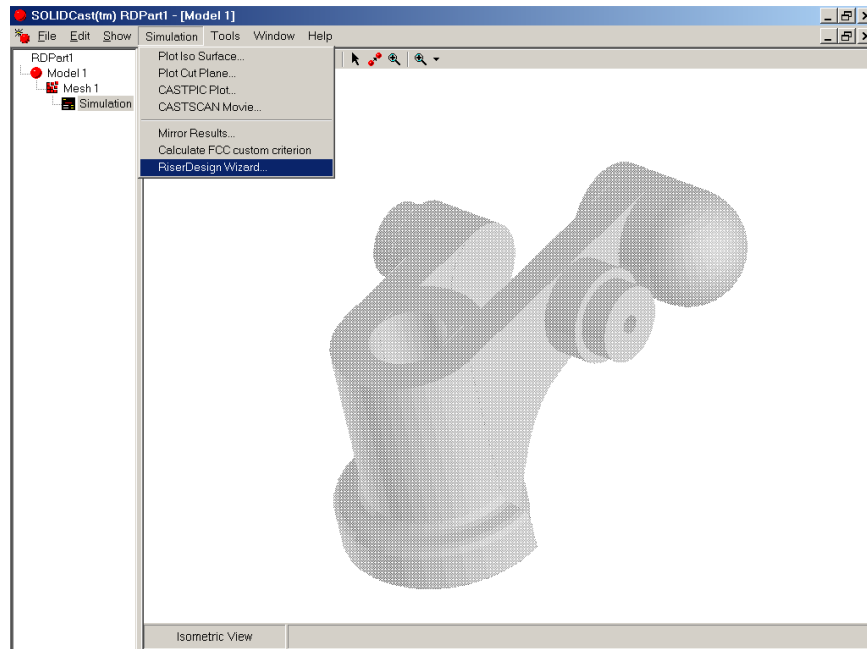 SOLIDCast(tm) RDPart1 - [Model 1]
File Edit Show Simulation Tools Window Help
RDPart1
Model 1
Mesh 1
Simulation
Plot Iso Surface...
Plot Cut Plane...
CASTPIC Plot...
CASTSCAN Movie...
Mirror Results...
Calculate FCC custom criterion
RiserDesign Wizard...
Isometric View